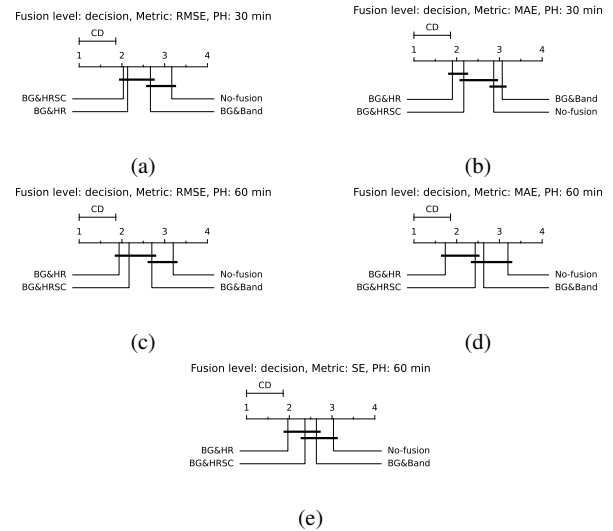 Fusion level: decision, Metric: RMSE, PH: 30 min
CD
1 2 3 4
BG&HRSC No-fusion
BG&HR BG&Band
(a)
Fusion level: decision, Metric: MAE, PH: 30 min
CD
1 2 3 4
BG&HR BG&Band
BG&HRSC No-fusion
(b)
Fusion level: decision, Metric: RMSE, PH: 60 min
CD
1 2 3 4
BG&HR No-fusion
BG&HRSC BG&Band
(c)
Fusion level: decision, Metric: MAE, PH: 60 min
CD
1 2 3 4
BG&HR No-fusion
BG&HRSC BG&Band
(d)
Fusion level: decision, Metric: SE, PH: 60 min
CD
1 2 3 4
BG&HR No-fusion
BG&HRSC BG&Band
(e)